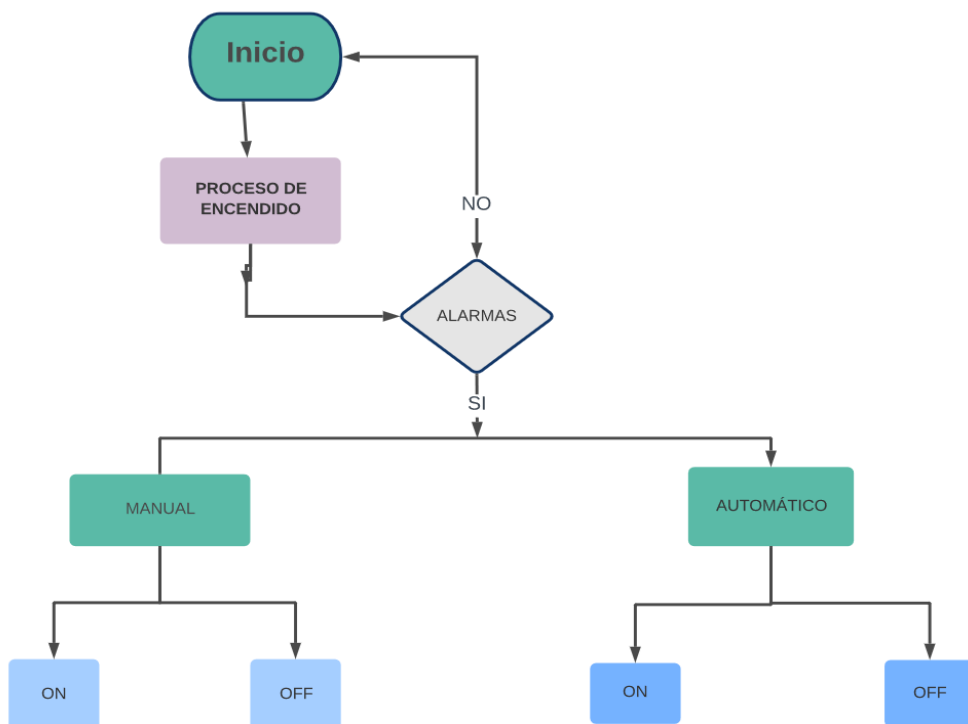 Inicio
PROCESO DE
ENCENDIDO
NO
ALARMAS
SI
MANUAL
AUTOMÁTICO
ON
OFF
ON
OFF